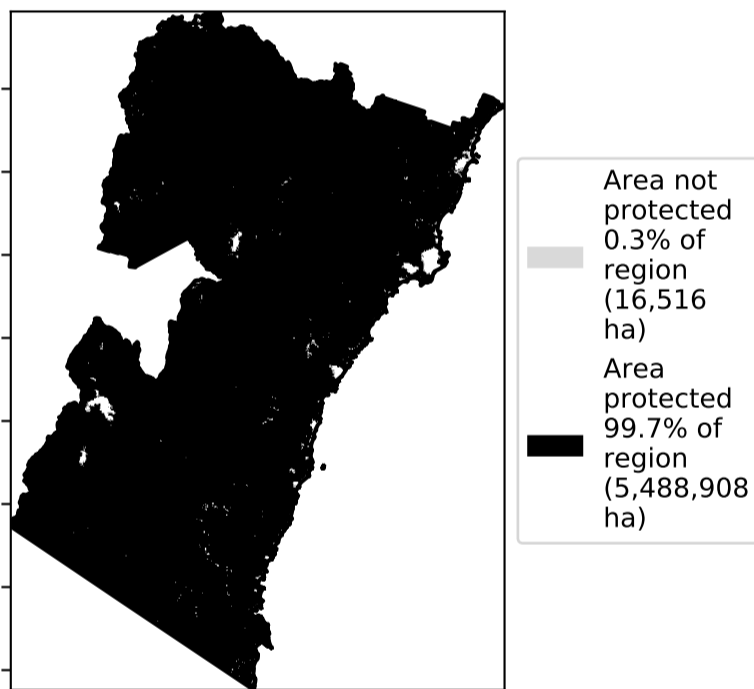 Area not
protected
0.3% of
region
(16,516
ha)
Area
protected
99.7% of
region
(5,488,908
ha)